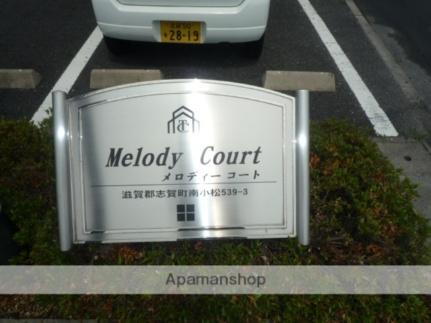 28-19
Melody Court
メロディーコート
滋賀郡志賀町南小松539-3
Apamanshop